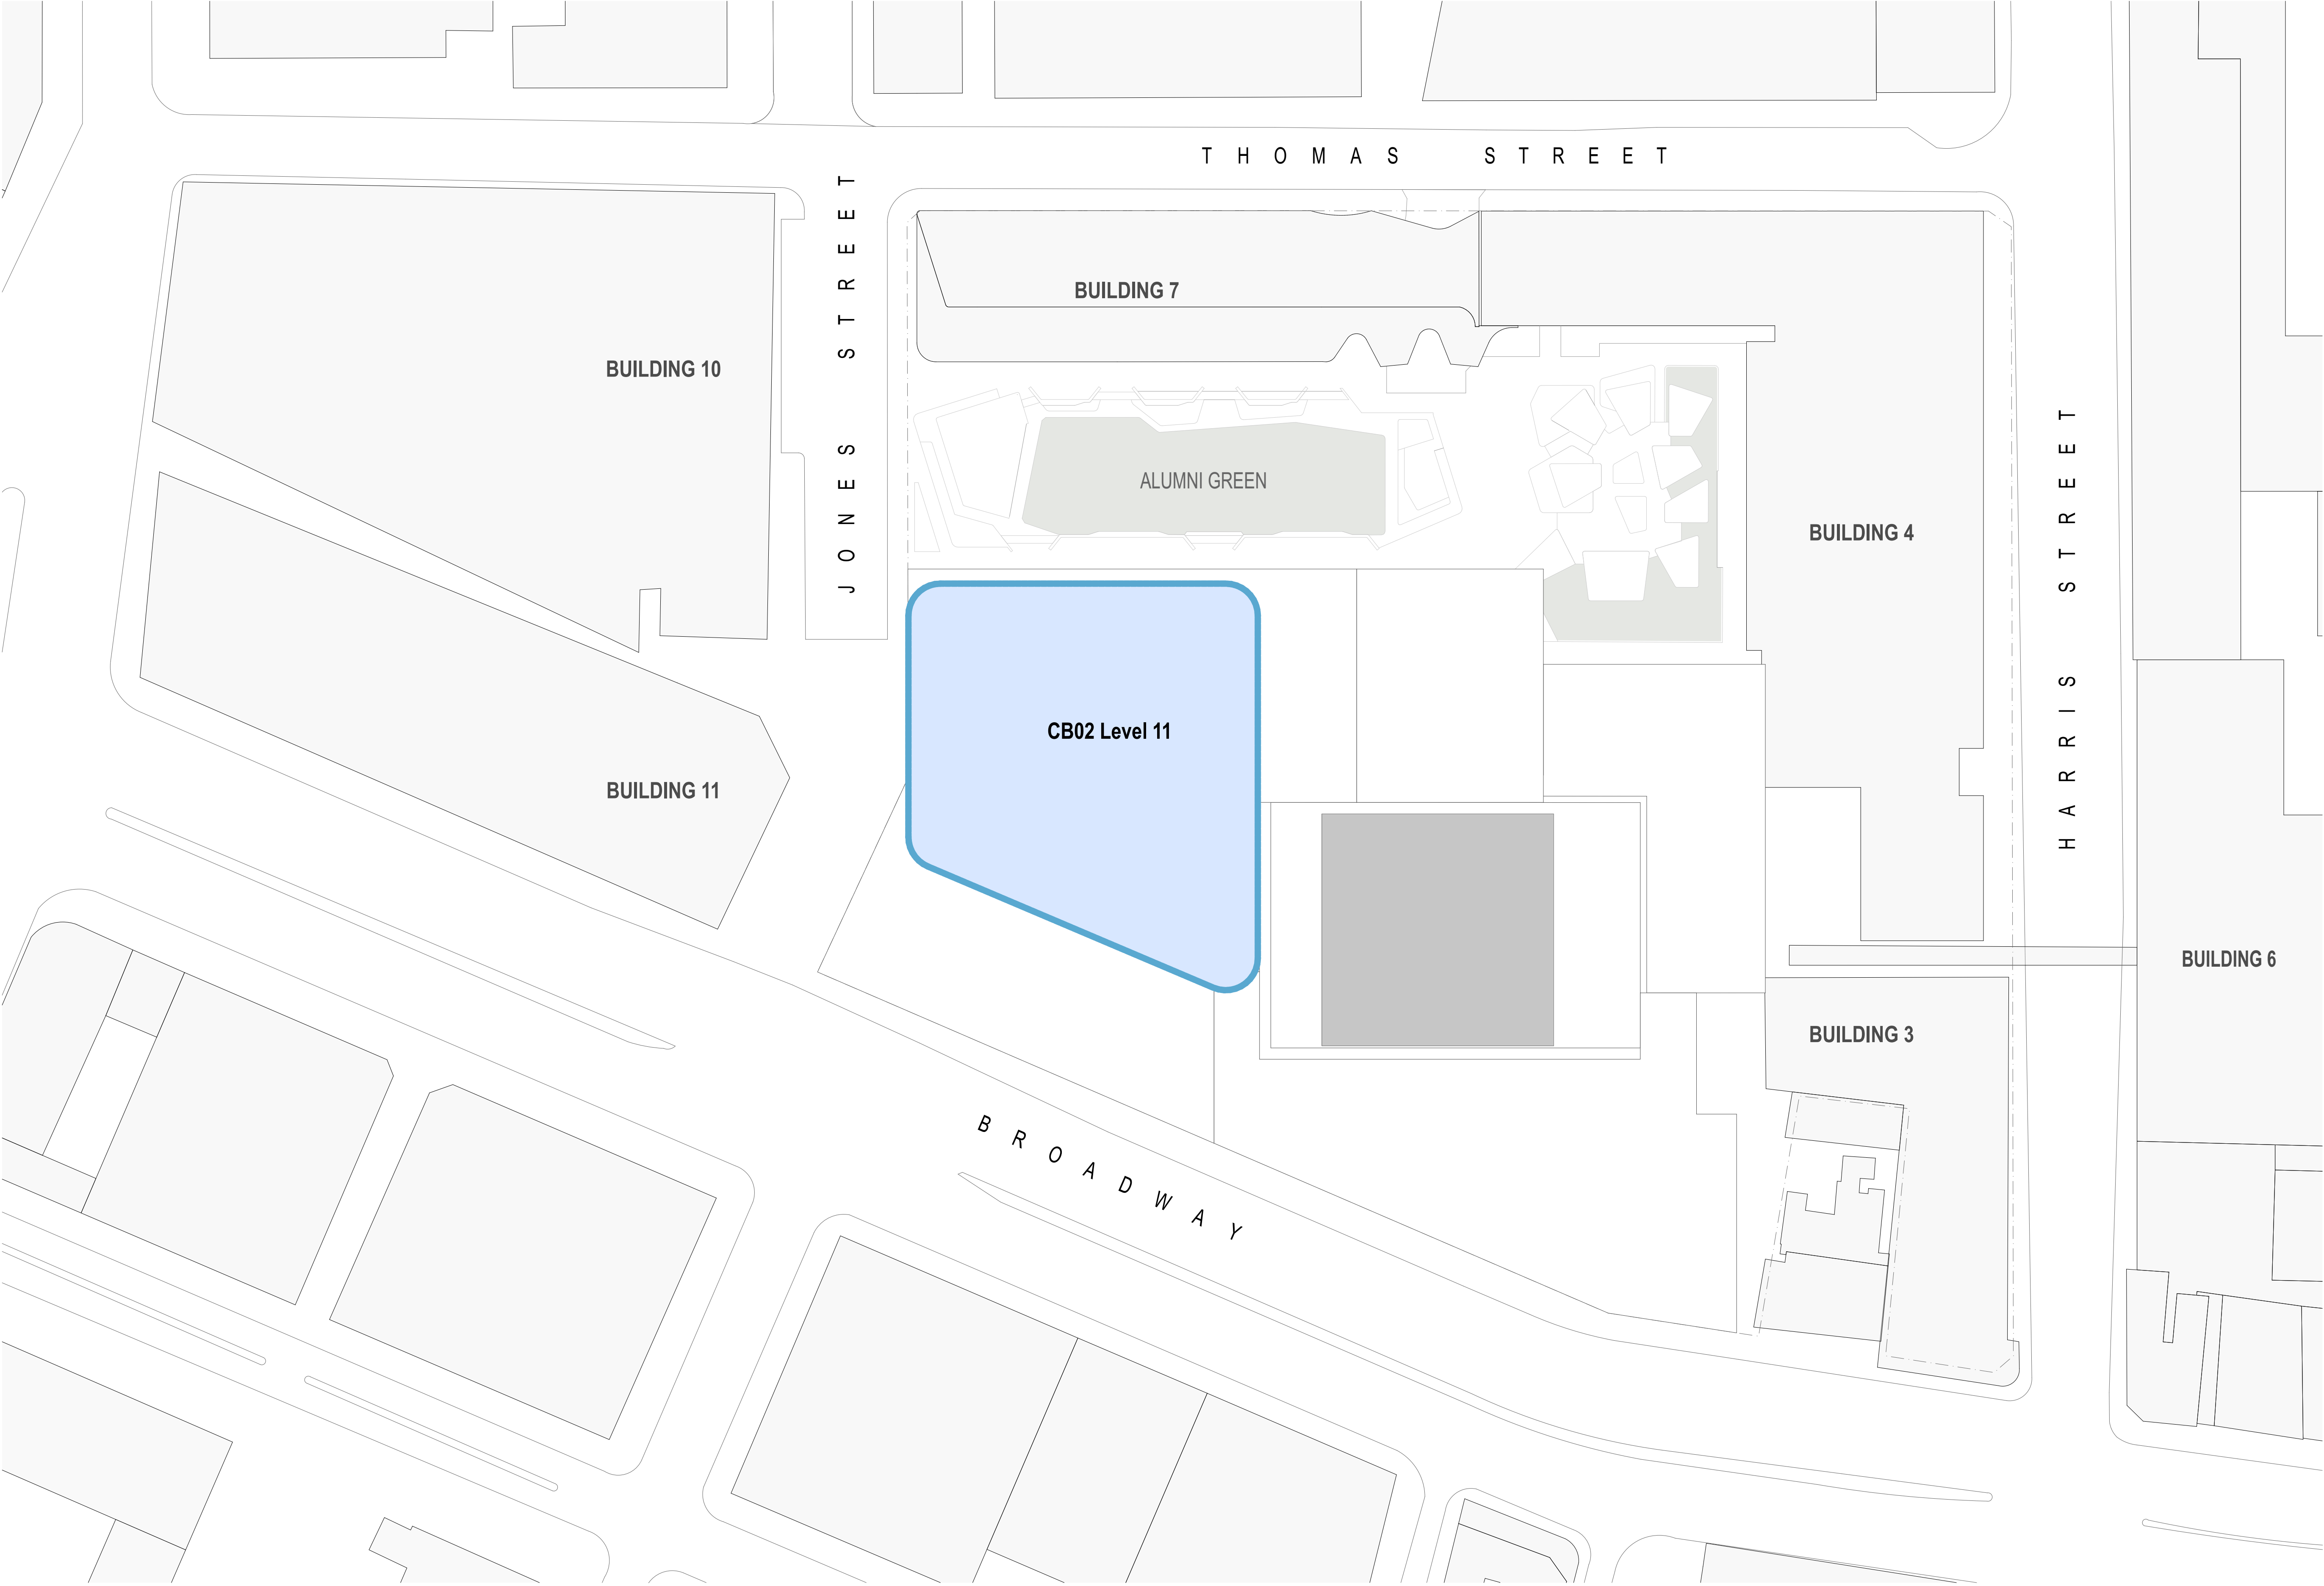 THOMAS STREET
JONES STREET
BUILDING 7
BUILDING 10
ALUMNI GREEN
BUILDING 4
HARRIS STREET
CB02 Level 11
BUILDING 11
BUILDING 6
BUILDING 3
BROADWAY